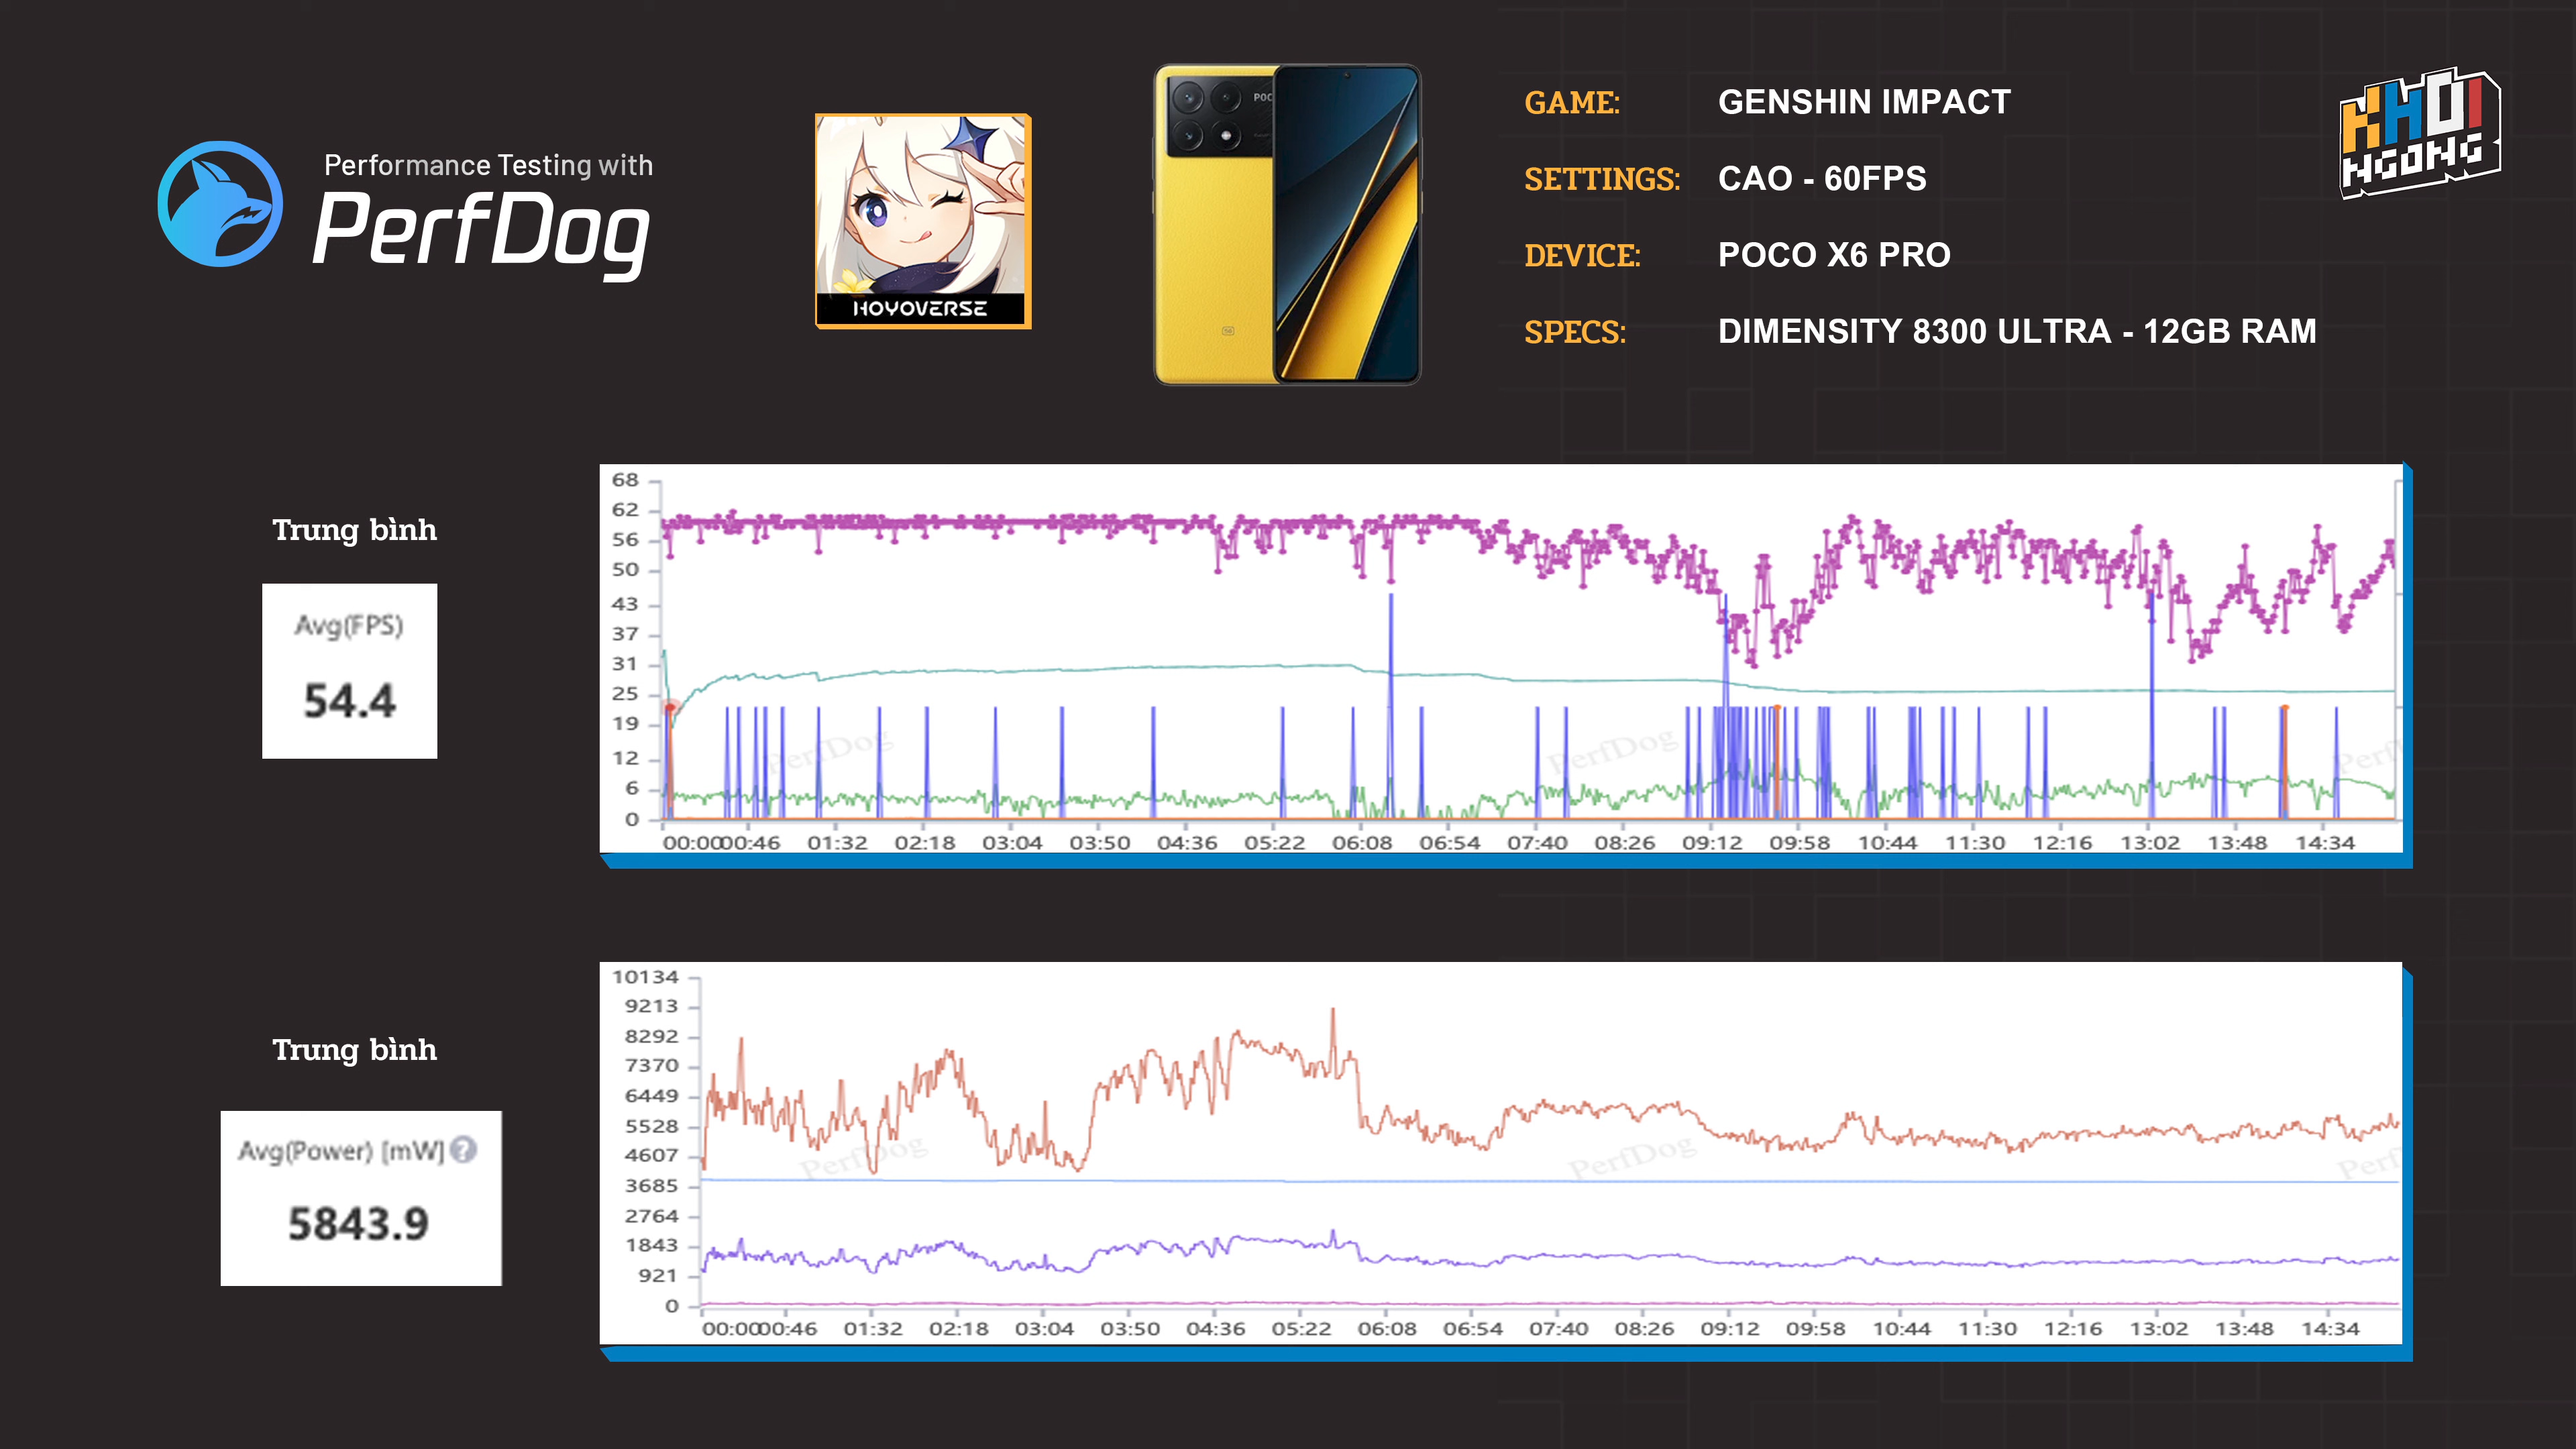 Performance Testing with
PerfDog
HOYOVERSE
POCO
GAME: GENSHIN IMPACT
SETTINGS: CAO - 60FPS
DEVICE: POCO X6 PRO
SPECS: DIMENSITY 8300 ULTRA - 12GB RAM
KHOI
NGONG
Trung bình
Avg(FPS)
54.4
68
62
56
50
43
37
31
25
19
12
6
0
PerfDog PerfDog Perf
00:00 00:46 01:32 02:18 03:04 03:50 04:36 05:22 06:08 06:54 07:40 08:26 09:12 09:58 10:44 11:30 12:16 13:02 13:48 14:34
Trung bình
Avg(Power) [mW] ?
5843.9
10134
9213
8292
7370
6449
5528
4607
3685
2764
1843
921
0
PerfDog PerfDog Perf
00:00 00:46 01:32 02:18 03:04 03:50 04:36 05:22 06:08 06:54 07:40 08:26 09:12 09:58 10:44 11:30 12:16 13:02 13:48 14:34